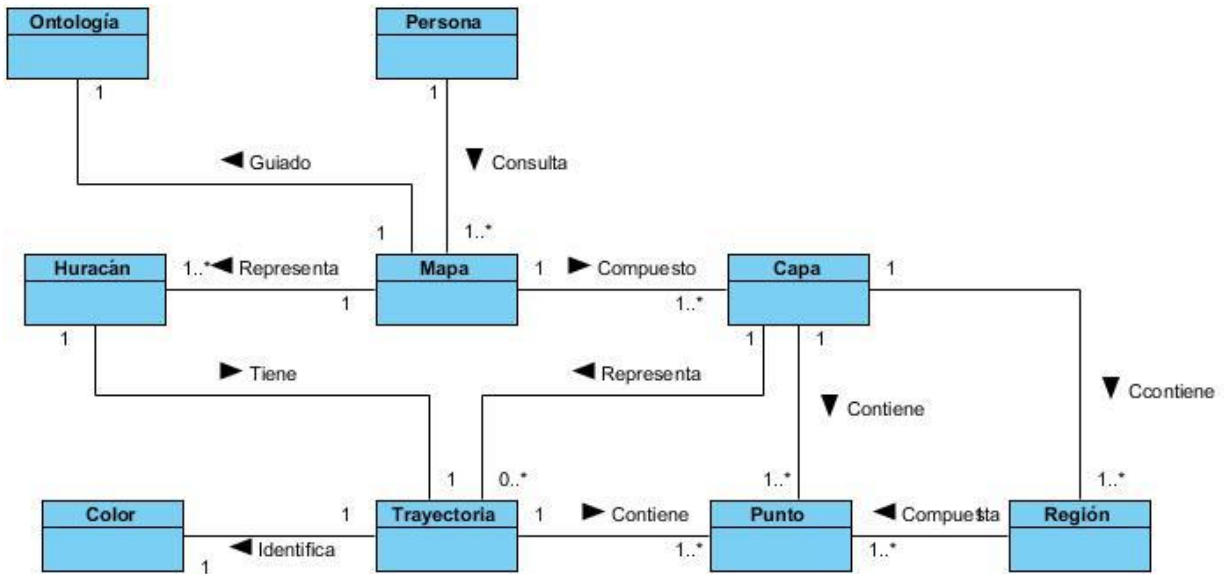 Ontología
Persona
1
1
Guiado
Consulta
1
1..*
Huracán
1..*
Representa
Mapa
1
Compuesto
Capa
1
1
1..*
1
1
1
Tiene
Representa
Contiene
Ccontiene
1
0..*
1..*
1..*
Color
1
Trayectoria
1
Contiene
Punto
Compuesta
1
Región
Identifica
1
1..*
1..*